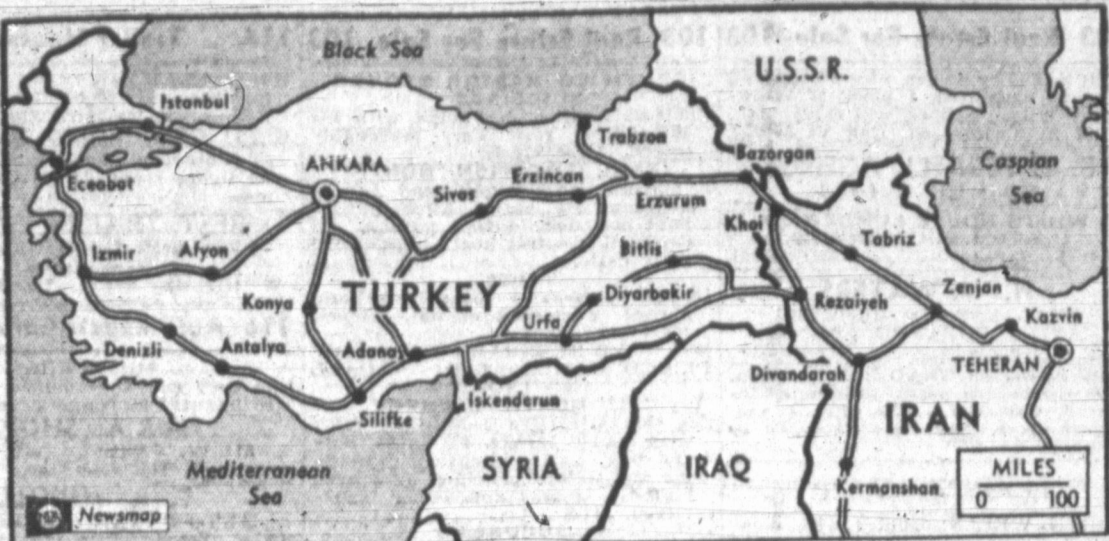 Black Sea
U.S.S.R.
Istanbul
Trabzon
ANKARA
Bazorgan
Caspian
Sea
Eceabat
Erzincan
Sivas
Erzurum
Khoi
Tabriz
Izmir
Afyon
Bitlis
Zenjan
Konya
TURKEY
Diyarbakir
Rezaiyeh
Kazvin
Urfa
Denizli
Antalya
Adana
TEHERAN
Divandarah
Iskenderun
IRAN
Silifke
Mediterranean
Sea
SYRIA
IRAQ
MILES
0 100
Kermanshan
Newsmap